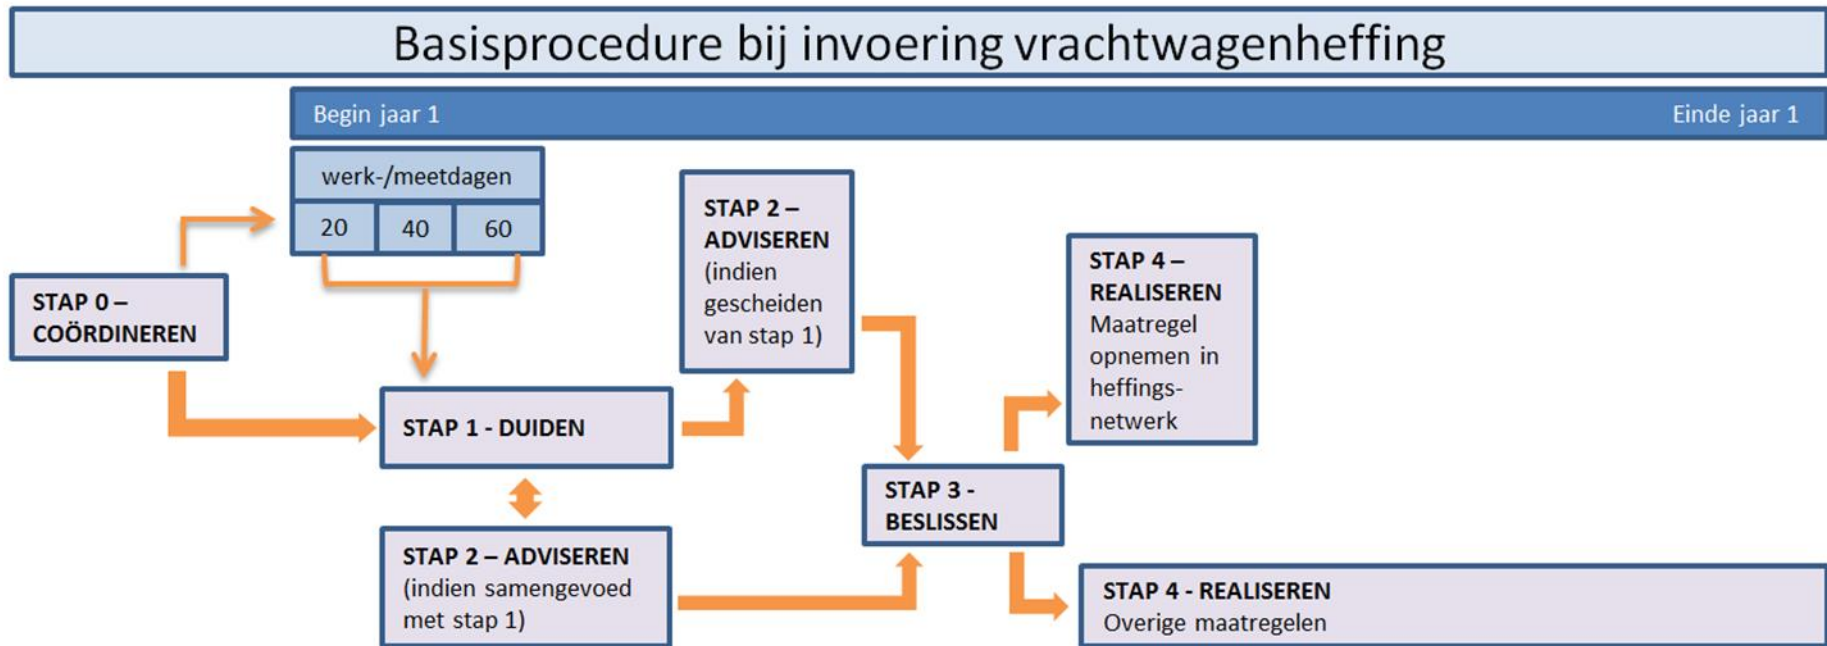 Basisprocedure bij invoering vrachtwagenheffing
Begin jaar 1
Einde jaar 1
werk-/meetdagen
20
40
60
STAP 0 –
COÖRDINEREN
STAP 1 - DUIDEN
STAP 2 –
ADVISEREN
(indien
gescheiden
van stap 1)
STAP 2 – ADVISEREN
(indien samengevoed
met stap 1)
STAP 3 -
BESLISSEN
STAP 4 –
REALISEREN
Maatregel
opnemen in
heffings-
netwerk
STAP 4 - REALISEREN
Overige maatregelen